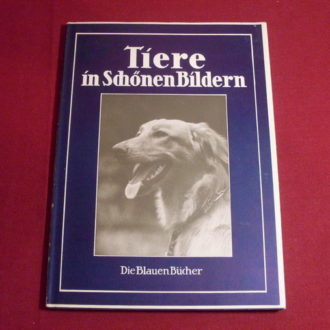 Tiere
in Schönen Bildern
Die Blauen Bücher